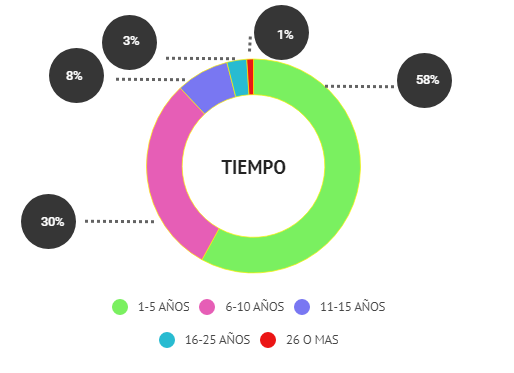 1%
3%
8%
58%
TIEMPO
30%
1-5 AÑOS 6-10 AÑOS 11-15 AÑOS
16-25 AÑOS 26 O MAS